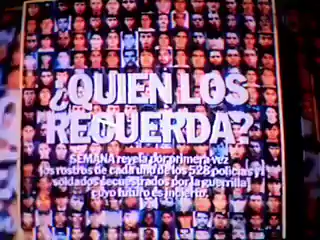 ¿QUIEN LOS
RECUERDA?
SEMANA revela por primera vez
los rostros de cada uno de los 528 policías y
soldados secuestrados por la guerrilla
cuyo futuro es incierto.